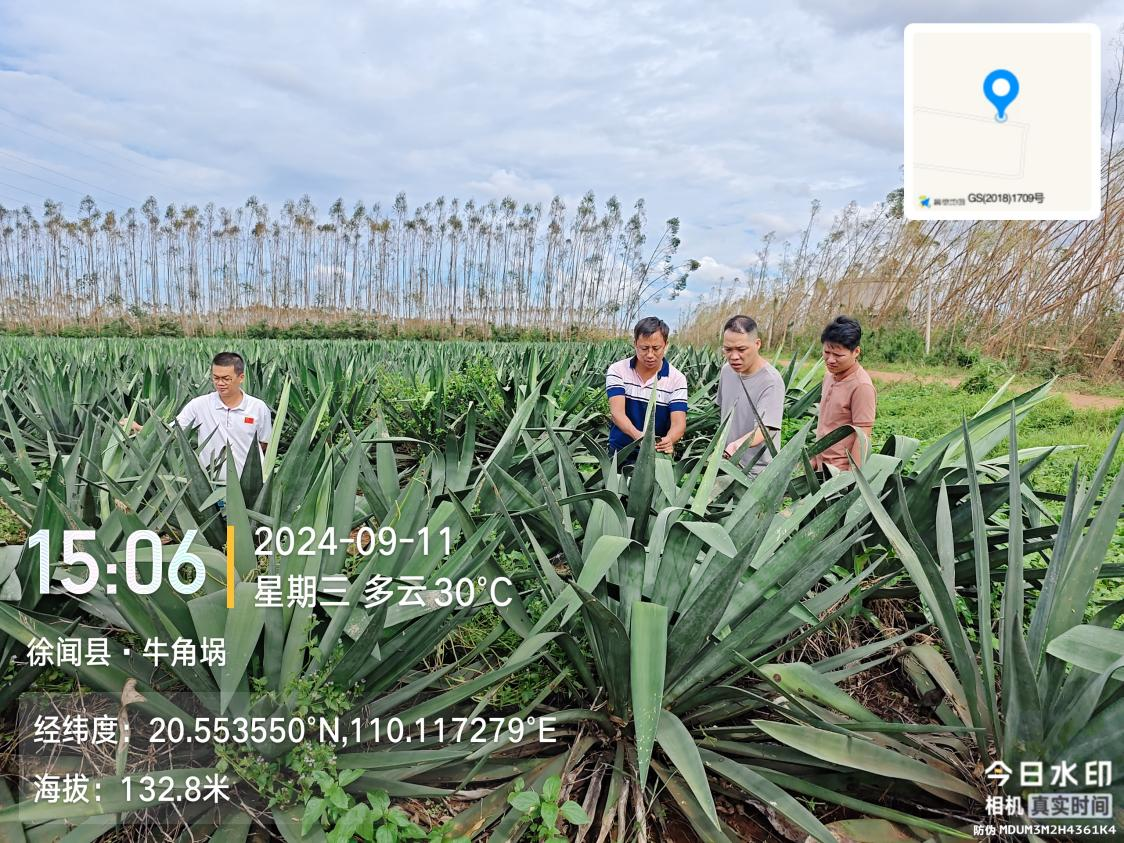 GS(2018)1709号
15:06
2024-09-11
星期三 多云 30℃
徐闻县·牛角埚
经纬度：20.553550°N,110.117279°E
海拔：132.8米
今日水印
相机 真实时间
防伪 MDUM3M2H4361K4